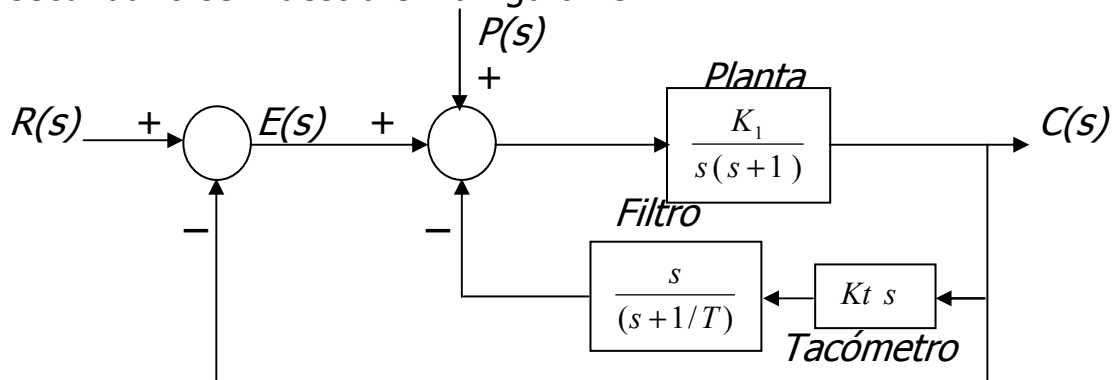 P(s)
+
Planta
R(s) + E(s) + K₁ / s(s+1) C(s)
Filtro
− −
s / (s+1/T) Kt s
Tacómetro